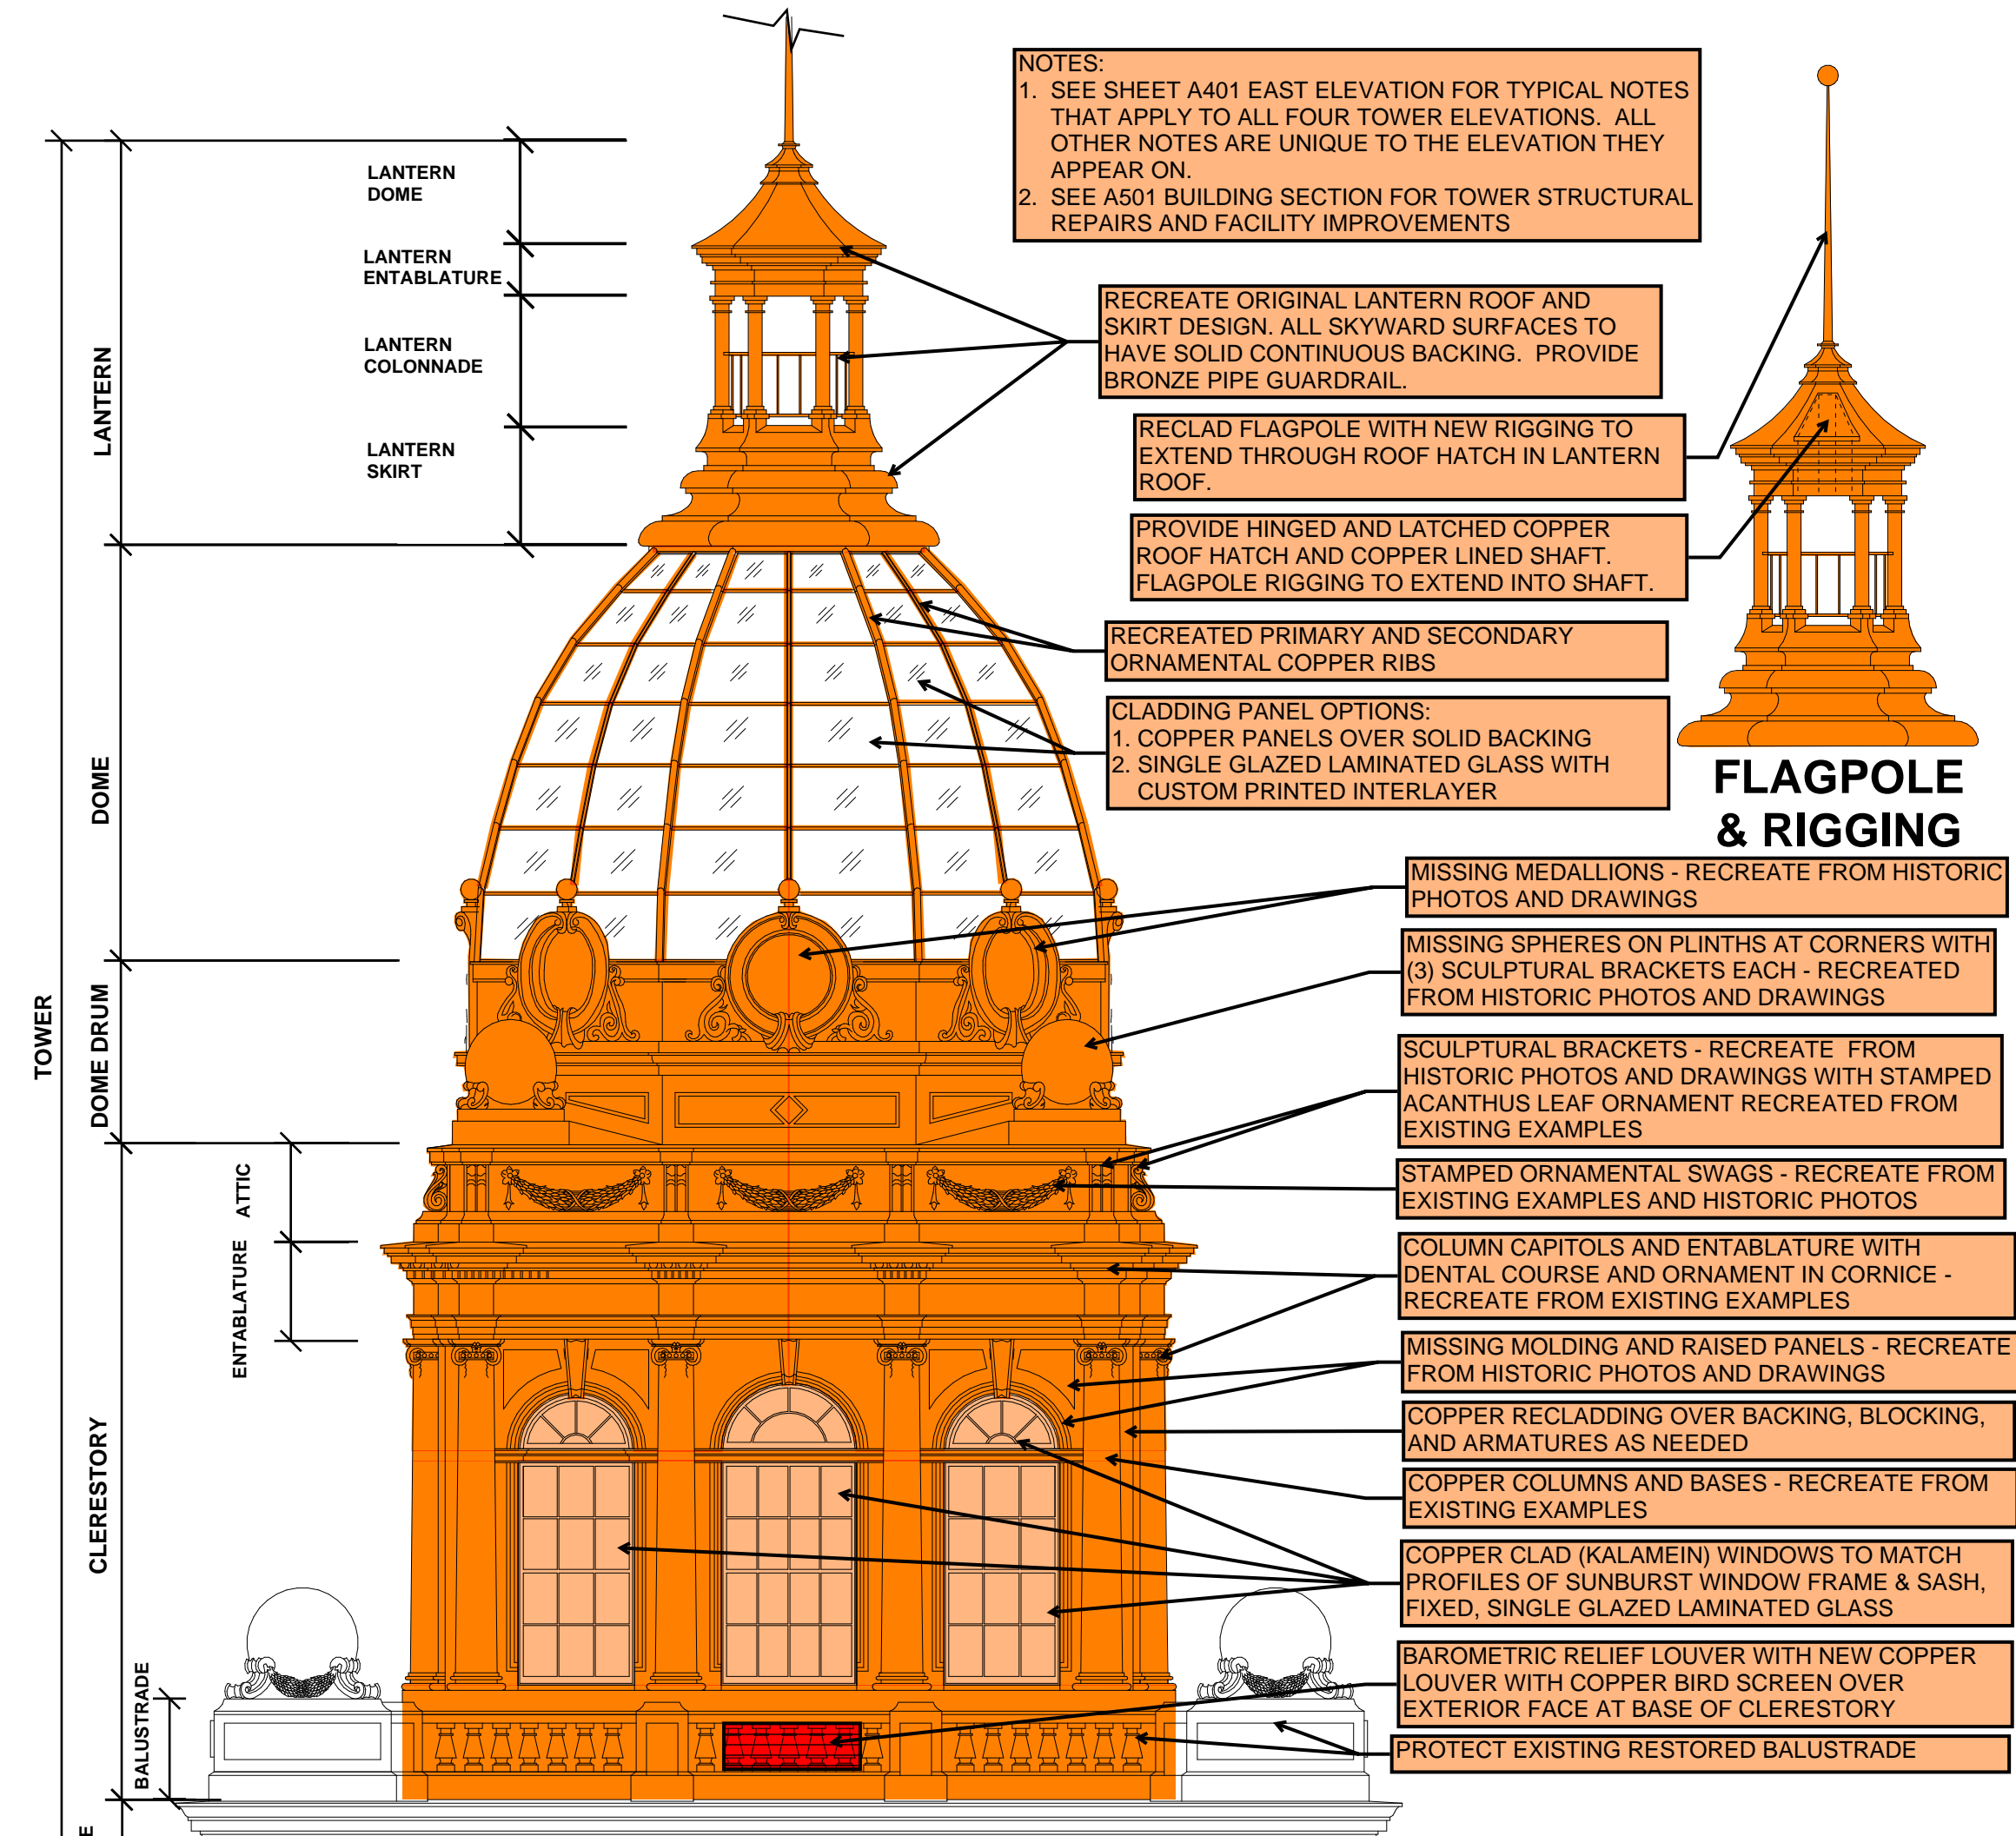 NOTES:
1. SEE SHEET A401 EAST ELEVATION FOR TYPICAL NOTES
THAT APPLY TO ALL FOUR TOWER ELEVATIONS. ALL
OTHER NOTES ARE UNIQUE TO THE ELEVATION THEY
APPEAR ON.
2. SEE A501 BUILDING SECTION FOR TOWER STRUCTURAL
REPAIRS AND FACILITY IMPROVEMENTS
LANTERN
DOME
LANTERN
ENTABLATURE
LANTERN
COLONNADE
LANTERN
SKIRT
LANTERN
DOME
TOWER
DOME DRUM
ATTIC
ENTABLATURE
CLERESTORY
BALUSTRADE
E
RECREATE ORIGINAL LANTERN ROOF AND
SKIRT DESIGN. ALL SKYWARD SURFACES TO
HAVE SOLID CONTINUOUS BACKING. PROVIDE
BRONZE PIPE GUARDRAIL.
RECLAD FLAGPOLE WITH NEW RIGGING TO
EXTEND THROUGH ROOF HATCH IN LANTERN
ROOF.
PROVIDE HINGED AND LATCHED COPPER
ROOF HATCH AND COPPER LINED SHAFT.
FLAGPOLE RIGGING TO EXTEND INTO SHAFT.
RECREATED PRIMARY AND SECONDARY
ORNAMENTAL COPPER RIBS
CLADDING PANEL OPTIONS:
1. COPPER PANELS OVER SOLID BACKING
2. SINGLE GLAZED LAMINATED GLASS WITH
CUSTOM PRINTED INTERLAYER
FLAGPOLE
& RIGGING
MISSING MEDALLIONS - RECREATE FROM HISTORIC
PHOTOS AND DRAWINGS
MISSING SPHERES ON PLINTHS AT CORNERS WITH
(3) SCULPTURAL BRACKETS EACH - RECREATED
FROM HISTORIC PHOTOS AND DRAWINGS
SCULPTURAL BRACKETS - RECREATE FROM
HISTORIC PHOTOS AND DRAWINGS WITH STAMPED
ACANTHUS LEAF ORNAMENT RECREATED FROM
EXISTING EXAMPLES
STAMPED ORNAMENTAL SWAGS - RECREATE FROM
EXISTING EXAMPLES AND HISTORIC PHOTOS
COLUMN CAPITOLS AND ENTABLATURE WITH
DENTAL COURSE AND ORNAMENT IN CORNICE -
RECREATE FROM EXISTING EXAMPLES
MISSING MOLDING AND RAISED PANELS - RECREATE
FROM HISTORIC PHOTOS AND DRAWINGS
COPPER RECLADDING OVER BACKING, BLOCKING,
AND ARMATURES AS NEEDED
COPPER COLUMNS AND BASES - RECREATE FROM
EXISTING EXAMPLES
COPPER CLAD (KALAMEIN) WINDOWS TO MATCH
PROFILES OF SUNBURST WINDOW FRAME & SASH,
FIXED, SINGLE GLAZED LAMINATED GLASS
BAROMETRIC RELIEF LOUVER WITH NEW COPPER
LOUVER WITH COPPER BIRD SCREEN OVER
EXTERIOR FACE AT BASE OF CLERESTORY
PROTECT EXISTING RESTORED BALUSTRADE